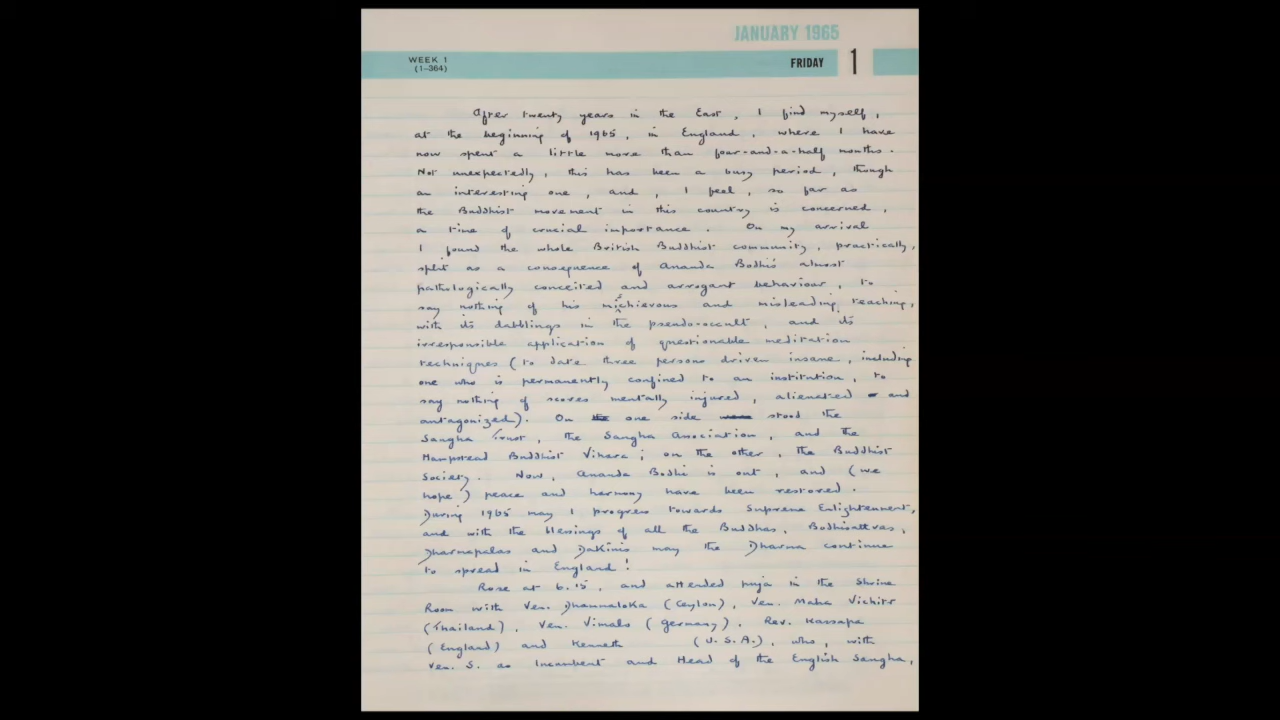 JANUARY 1965
WEEK 1
(1-364)
FRIDAY 1
After twenty years in the East, I find myself,
at the beginning of 1965, in England, where I have
now spent a little more than four-and-a-half months.
Not unexpectedly, this has been a busy period, though
an interesting one, and, I feel, so far as
the Buddhist movement in this country is concerned,
a time of crucial importance. On my arrival
I found the whole British Buddhist community, practically,
split as a consequence of Ananda Bodhi's almost
pathologically conceited and arrogant behaviour, to
say nothing of his mischievous and misleading teaching,
with its dabblings in the pseudo-occult, and its
irresponsible application of questionable meditation
techniques (to date three persons driven insane, including
one who is permanently confined to an institution, to
say nothing of scores mentally injured, alienated and
antagonized). On one side stood the
Sangha Trust, the Sangha Association, and the
Hampstead Buddhist Vihara; on the other, the Buddhist
Society. Now, Ananda Bodhi is out, and (we
hope) peace and harmony have been restored.
During 1965 may I progress towards Supreme Enlightenment,
and with the blessings of all the Buddhas, Bodhisattvas,
Dharmapalas and Dakinis may the Dharma continue
to spread in England!
Rose at 6.15, and attended puja in the Shrine
Room with Ven. Dhammaloka (Ceylon), Ven. Maha Vichitr
(Thailand), Ven. Vimalo (Germany), Rev. Kassapa
(England) and Kenneth (U.S.A.), who, with
Ven. S. as Incumbent and Head of the English Sangha,